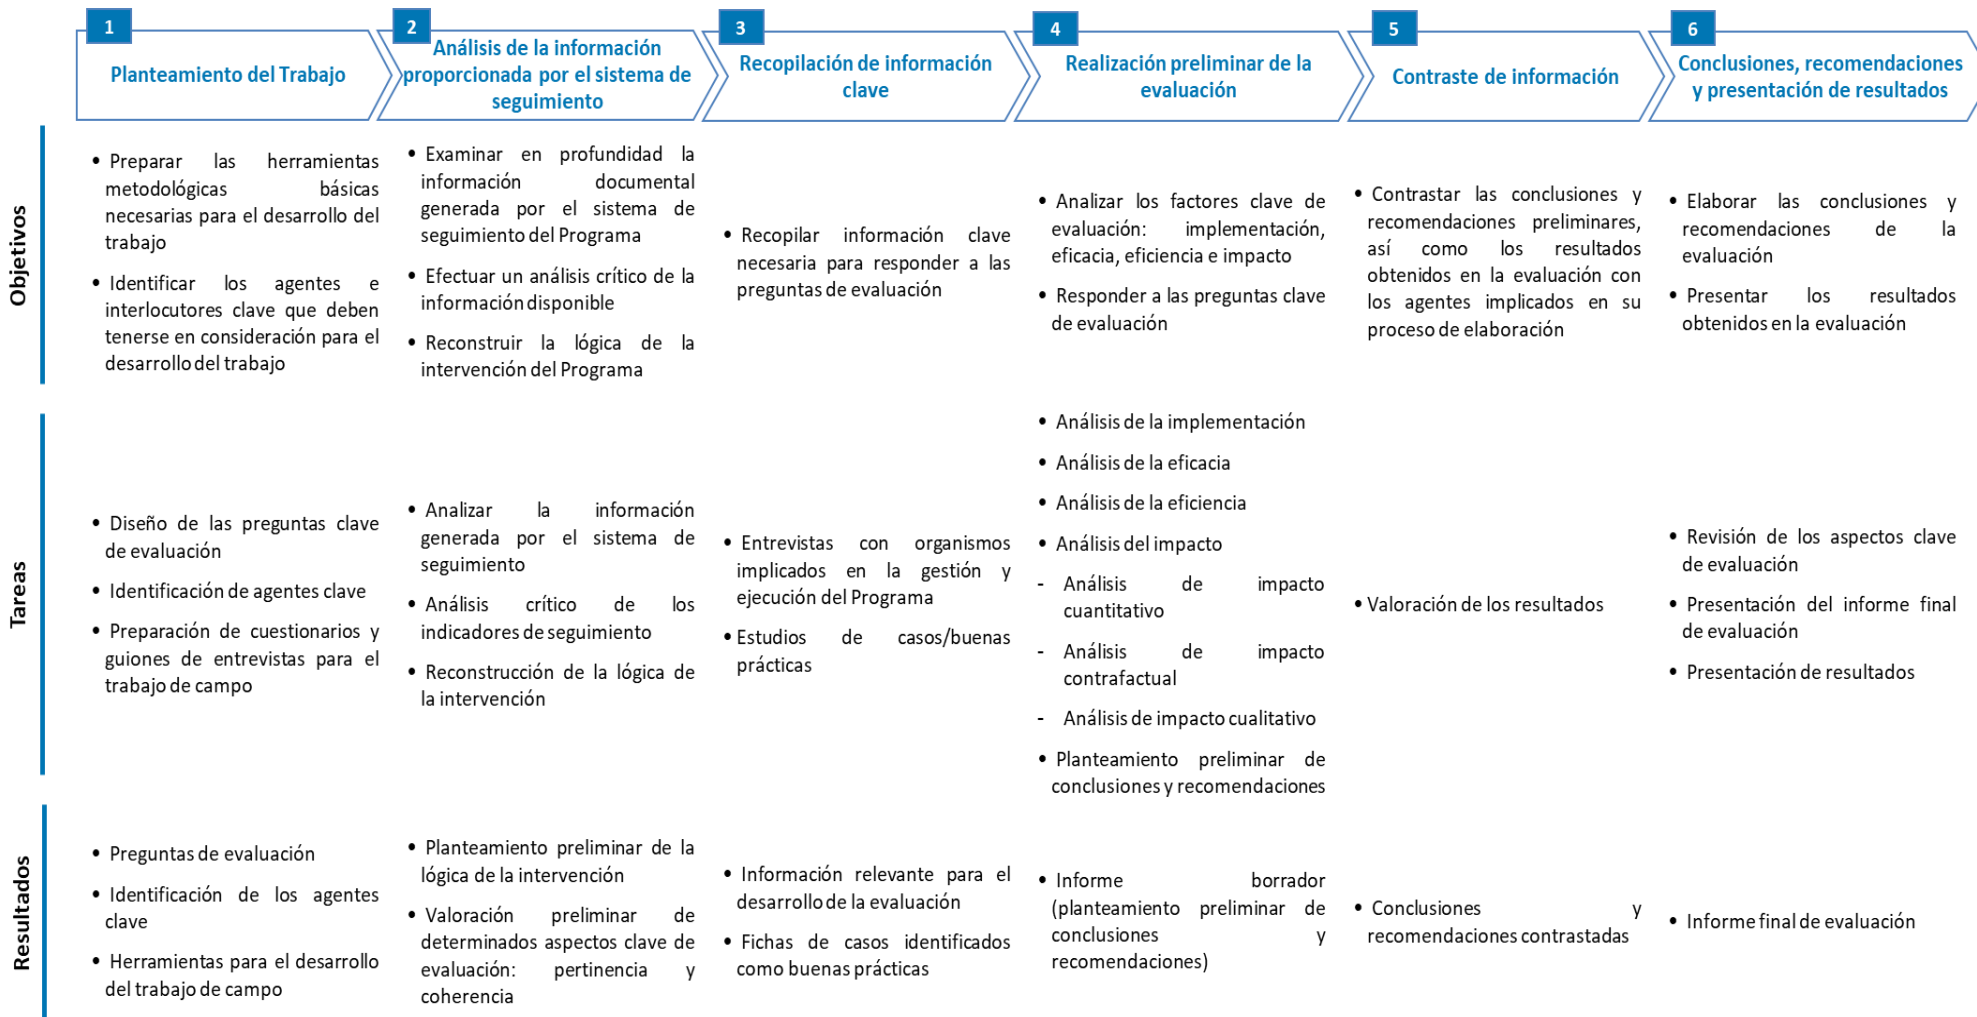 1
Planteamiento del Trabajo
2
Análisis de la información
proporcionada por el sistema de
seguimiento
3
Recopilación de información
clave
4
Realización preliminar de la
evaluación
5
Contraste de información
6
Conclusiones, recomendaciones
y presentación de resultados
Objetivos
• Preparar las herramientas
metodológicas básicas
necesarias para el desarrollo del
trabajo
• Identificar los agentes e
interlocutores clave que deben
tenerse en consideración para el
desarrollo del trabajo
• Examinar en profundidad la
información documental
generada por el sistema de
seguimiento del Programa
• Efectuar un análisis crítico de la
información disponible
• Reconstruir la lógica de la
intervención del Programa
• Recopilar información clave
necesaria para responder a las
preguntas de evaluación
• Analizar los factores clave de
evaluación: implementación,
eficacia, eficiencia e impacto
• Responder a las preguntas clave
de evaluación
• Contrastar las conclusiones y
recomendaciones preliminares,
así como los resultados
obtenidos en la evaluación con
los agentes implicados en su
proceso de elaboración
• Elaborar las conclusiones y
recomendaciones de la
evaluación
• Presentar los resultados
obtenidos en la evaluación
Tareas
• Diseño de las preguntas clave
de evaluación
• Identificación de agentes clave
• Preparación de cuestionarios y
guiones de entrevistas para el
trabajo de campo
• Analizar la información
generada por el sistema de
seguimiento
• Análisis crítico de los
indicadores de seguimiento
• Reconstrucción de la lógica de
la intervención
• Entrevistas con organismos
implicados en la gestión y
ejecución del Programa
• Estudios de casos/buenas
prácticas
• Análisis de la implementación
• Análisis de la eficacia
• Análisis de la eficiencia
• Análisis del impacto
- Análisis de impacto
cuantitativo
- Análisis de impacto
contrafactual
- Análisis de impacto cualitativo
• Planteamiento preliminar de
conclusiones y recomendaciones
• Valoración de los resultados
• Revisión de los aspectos clave
de evaluación
• Presentación del informe final
de evaluación
• Presentación de resultados
Resultados
• Preguntas de evaluación
• Identificación de los agentes
clave
• Herramientas para el desarrollo
del trabajo de campo
• Planteamiento preliminar de la
lógica de la intervención
• Valoración preliminar de
determinados aspectos clave de
evaluación: pertinencia y
coherencia
• Información relevante para el
desarrollo de la evaluación
• Fichas de casos identificados
como buenas prácticas
• Informe borrador
(planteamiento preliminar de
conclusiones y
recomendaciones)
• Conclusiones y
recomendaciones contrastadas
• Informe final de evaluación